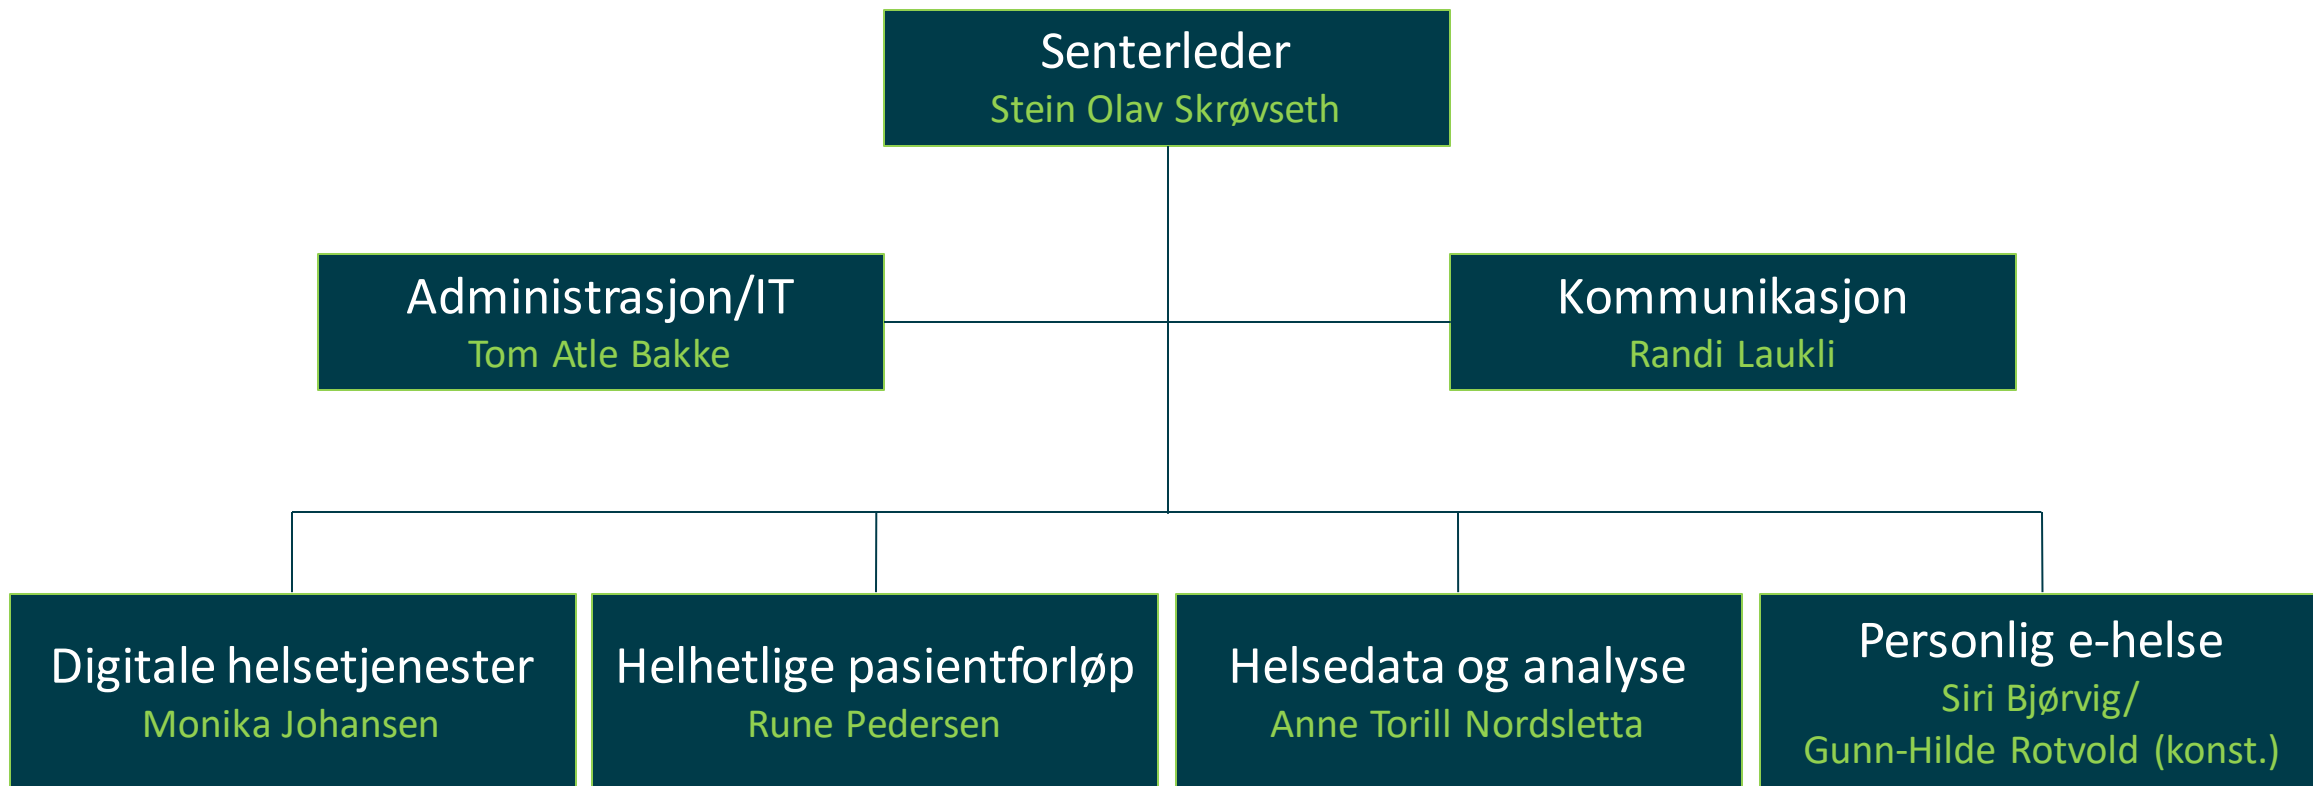 Senterleder
Stein Olav Skrøvseth
Administrasjon/IT
Tom Atle Bakke
Kommunikasjon
Randi Laukli
Digitale helsetjenester
Monika Johansen
Helhetlige pasientforløp
Rune Pedersen
Helsedata og analyse
Anne Torill Nordsletta
Personlig e-helse
Siri Bjørvig/
Gunn-Hilde Rotvold (konst.)